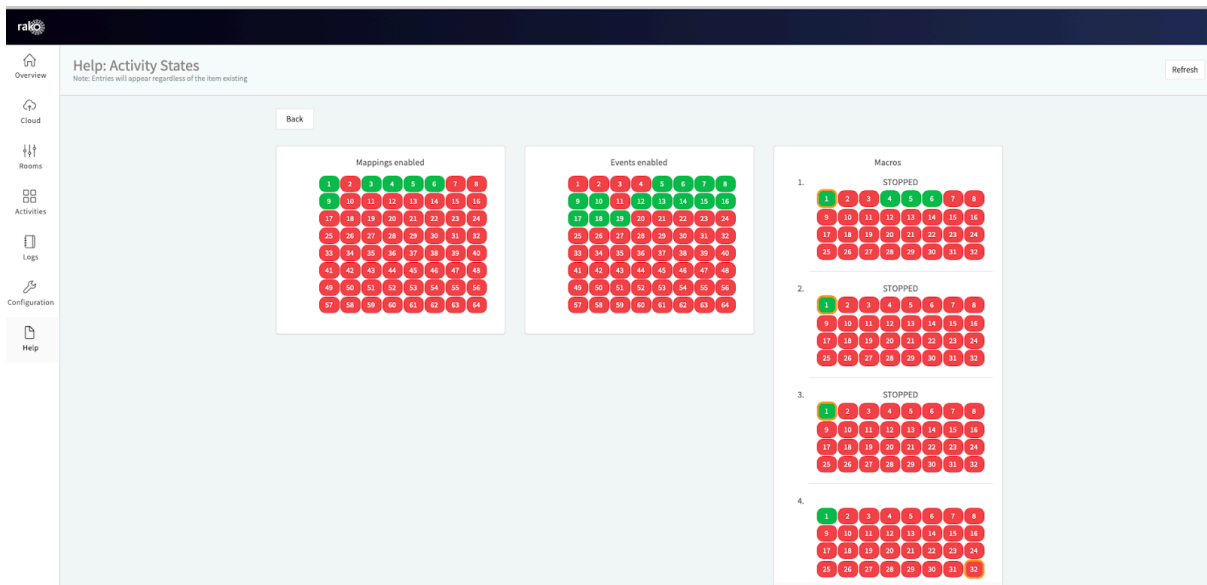 rako
Overview
Cloud
Rooms
Activities
Logs
Configuration
Help
Help: Activity States
Note: Entries will appear regardless of the item existing
Refresh
Back
Mappings enabled
1 2 3 4 5 6 7 8
9 10 11 12 13 14 15 16
17 18 19 20 21 22 23 24
25 26 27 28 29 30 31 32
33 34 35 36 37 38 39 40
41 42 43 44 45 46 47 48
49 50 51 52 53 54 55 56
57 58 59 60 61 62 63 64
Events enabled
1 2 3 4 5 6 7 8
9 10 11 12 13 14 15 16
17 18 19 20 21 22 23 24
25 26 27 28 29 30 31 32
33 34 35 36 37 38 39 40
41 42 43 44 45 46 47 48
49 50 51 52 53 54 55 56
57 58 59 60 61 62 63 64
Macros
1. STOPPED
1 2 3 4 5 6 7 8
9 10 11 12 13 14 15 16
17 18 19 20 21 22 23 24
25 26 27 28 29 30 31 32
2. STOPPED
1 2 3 4 5 6 7 8
9 10 11 12 13 14 15 16
17 18 19 20 21 22 23 24
25 26 27 28 29 30 31 32
3. STOPPED
1 2 3 4 5 6 7 8
9 10 11 12 13 14 15 16
17 18 19 20 21 22 23 24
25 26 27 28 29 30 31 32
4.
1 2 3 4 5 6 7 8
9 10 11 12 13 14 15 16
17 18 19 20 21 22 23 24
25 26 27 28 29 30 31 32